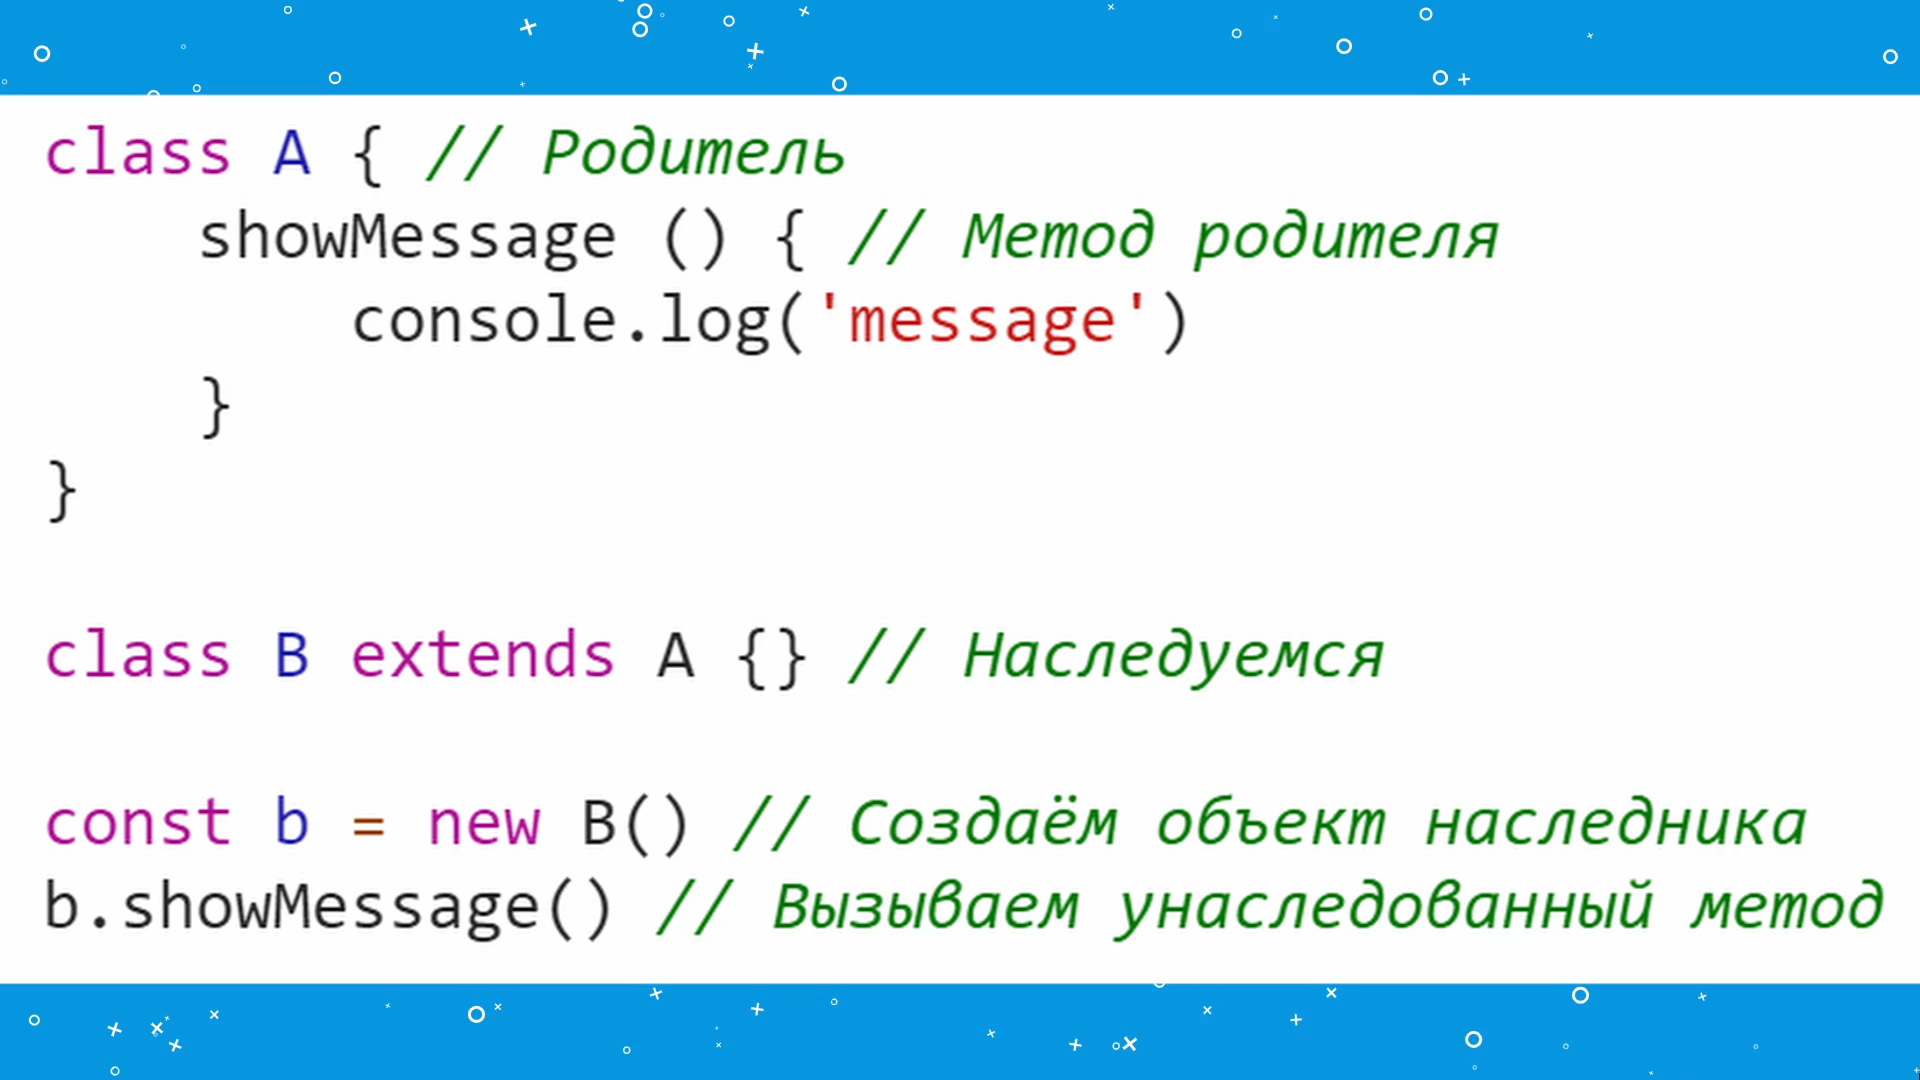 class A { // Родитель
showMessage () { // Метод родителя
console.log('message')
}
}
class B extends A {} // Наследуемся
const b = new B() // Создаём объект наследника
b.showMessage() // Вызываем унаследованный метод